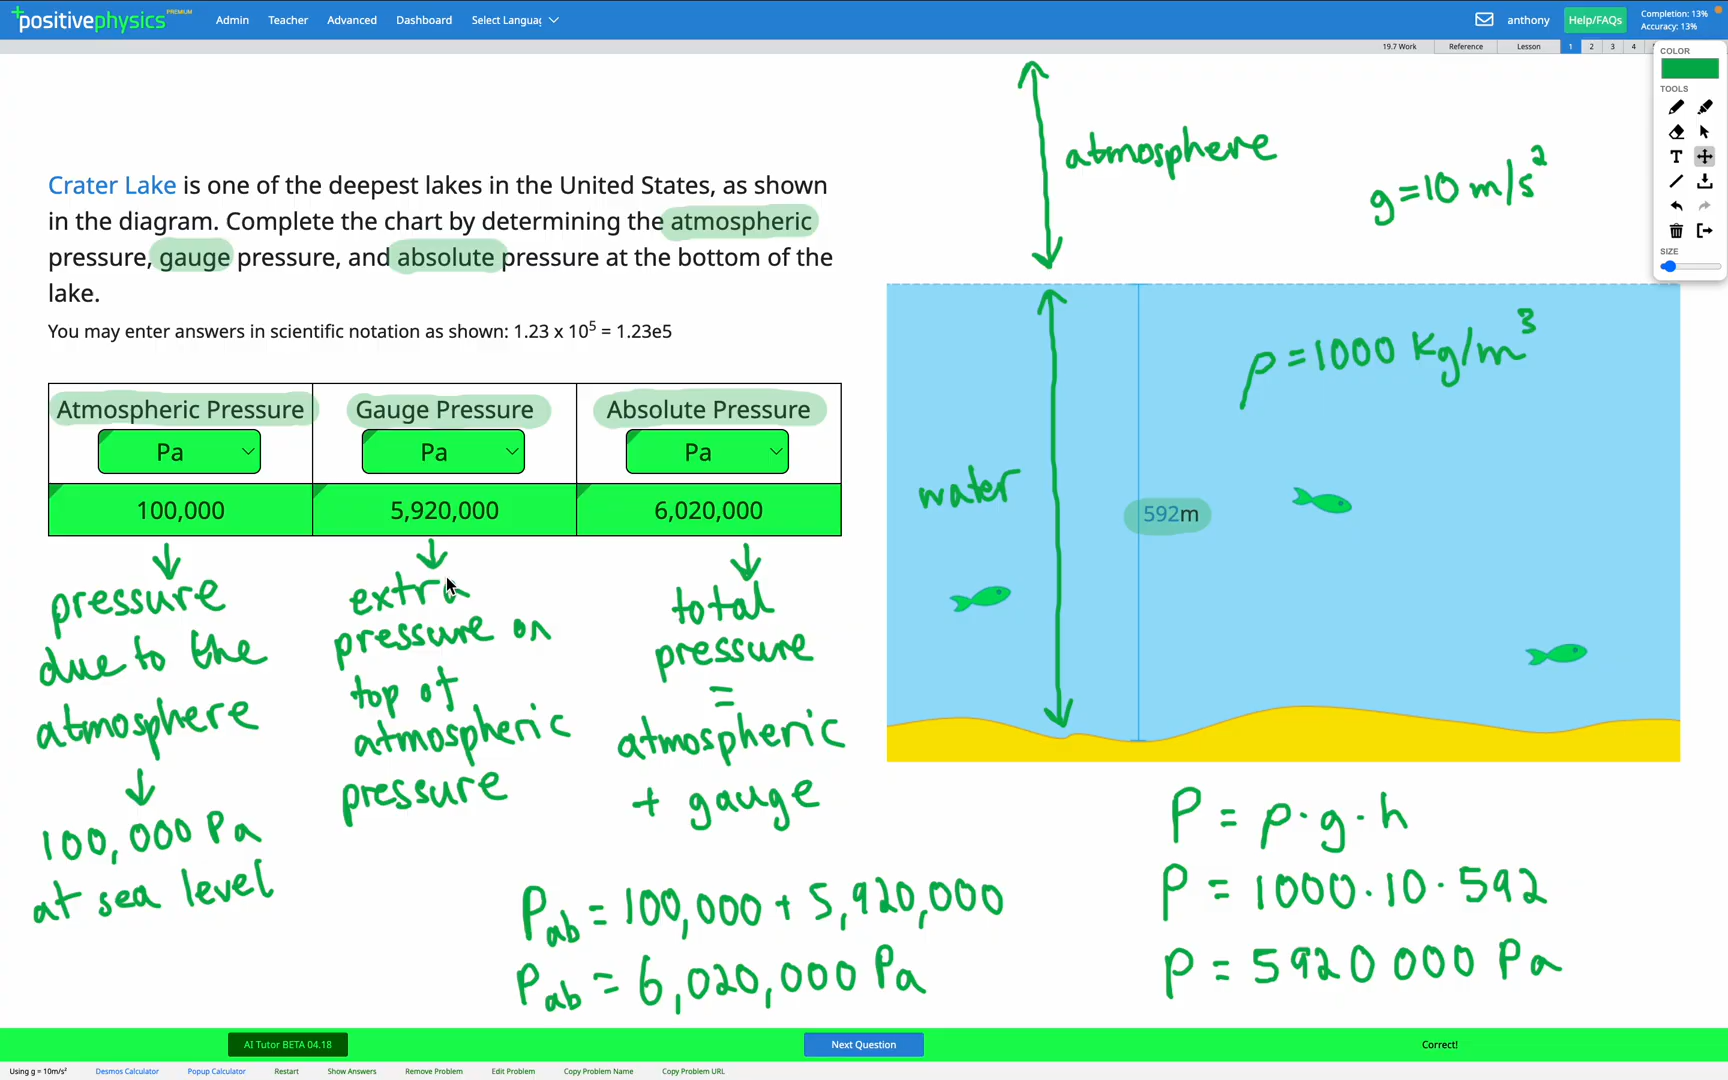 positivephysics PREMIUM
Admin Teacher Advanced Dashboard Select Languag
anthony Help/FAQs Completion: 13%
Accuracy: 13%
19.7 Work Reference Lesson 1 2 3 4
COLOR
TOOLS
T
SIZE
Crater Lake is one of the deepest lakes in the United States, as shown
in the diagram. Complete the chart by determining the atmospheric
pressure, gauge pressure, and absolute pressure at the bottom of the
lake.
You may enter answers in scientific notation as shown: 1.23 x 10⁵ = 1.23e5
Atmospheric Pressure Gauge Pressure Absolute Pressure
Pa Pa Pa
100,000 5,920,000 6,020,000
pressure
due to the
atmosphere
100,000 Pa
at sea level
extra
pressure on
top of
atmospheric
pressure
total
pressure
=
atmospheric
+ gauge
Pab = 100,000 + 5,920,000
Pab = 6,020,000 Pa
atmosphere
g = 10 m/s²
ρ = 1000 Kg/m³
water
592m
P = ρ · g · h
P = 1000 · 10 · 592
P = 5920 000 Pa
AI Tutor BETA 04.18 Next Question Correct!
Using g = 10m/s² Desmos Calculator Popup Calculator Restart Show Answers Remove Problem Edit Problem Copy Problem Name Copy Problem URL